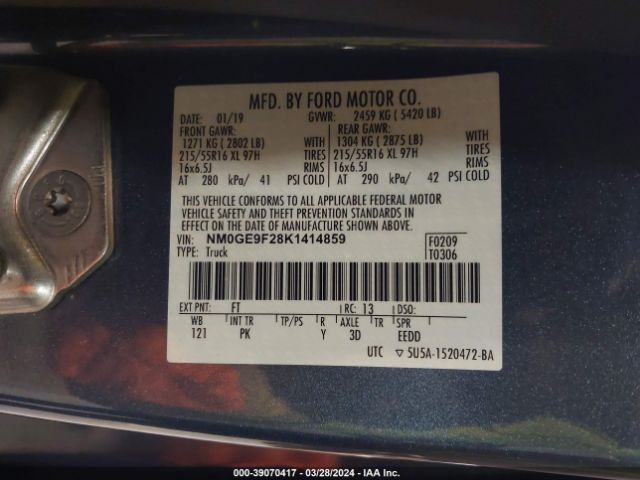 MFD. BY FORD MOTOR CO.
DATE: 01/19 GVWR: 2459 KG ( 5420 LB)
FRONT GAWR: REAR GAWR:
1271 KG ( 2802 LB) WITH 1304 KG ( 2875 LB) WITH
215/55R16 XL 97H TIRES 215/55R16 XL 97H TIRES
16x6.5J RIMS 16x6.5J RIMS
AT 280 kPa/ 41 PSI COLD AT 290 kPa/ 42 PSI COLD
THIS VEHICLE CONFORMS TO ALL APPLICABLE FEDERAL MOTOR
VEHICLE SAFETY AND THEFT PREVENTION STANDARDS IN
EFFECT ON THE DATE OF MANUFACTURE SHOWN ABOVE.
VIN: NM0GE9F28K1414859 F0209
TYPE: Truck T0306
EXT PNT: FT RC: 13 DSO:
WB INT TR TP/PS R AXLE TR SPR
121 PK Y 3D EEDD
UTC ▽ 5U5A-1520472-BA
000-39070417 - 03/28/2024 - IAAI Inc.